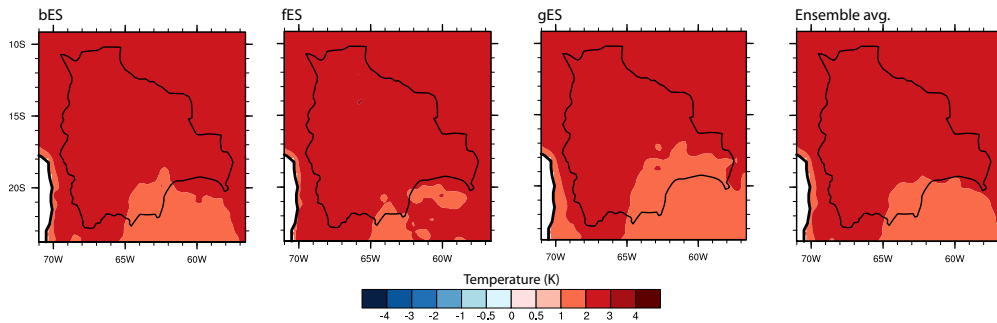 bES fES gES Ensemble avg.
10S
15S
20S
70W 65W 60W 70W 65W 60W 70W 65W 60W 70W 65W 60W
Temperature (K)
-4 -3 -2 -1 -0.5 0 0.5 1 2 3 4